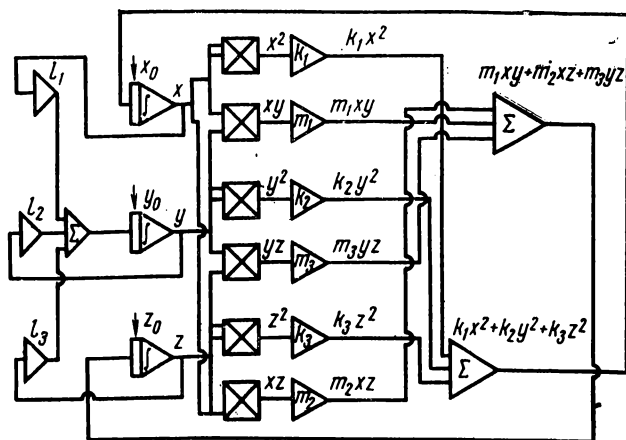 x² k₁ k₁x²
l₁ x₀ ∫ x
m₁xy+m₂xz+m₃yz
xy m₁ m₁xy Σ
l₂ y₀ ∫ y Σ
y² k₂ k₂y²
yz m₃ m₃yz
l₃ z₀ ∫ z
z² k₃ k₃z²
k₁x²+k₂y²+k₃z²
Σ
xz m₂ m₂xz